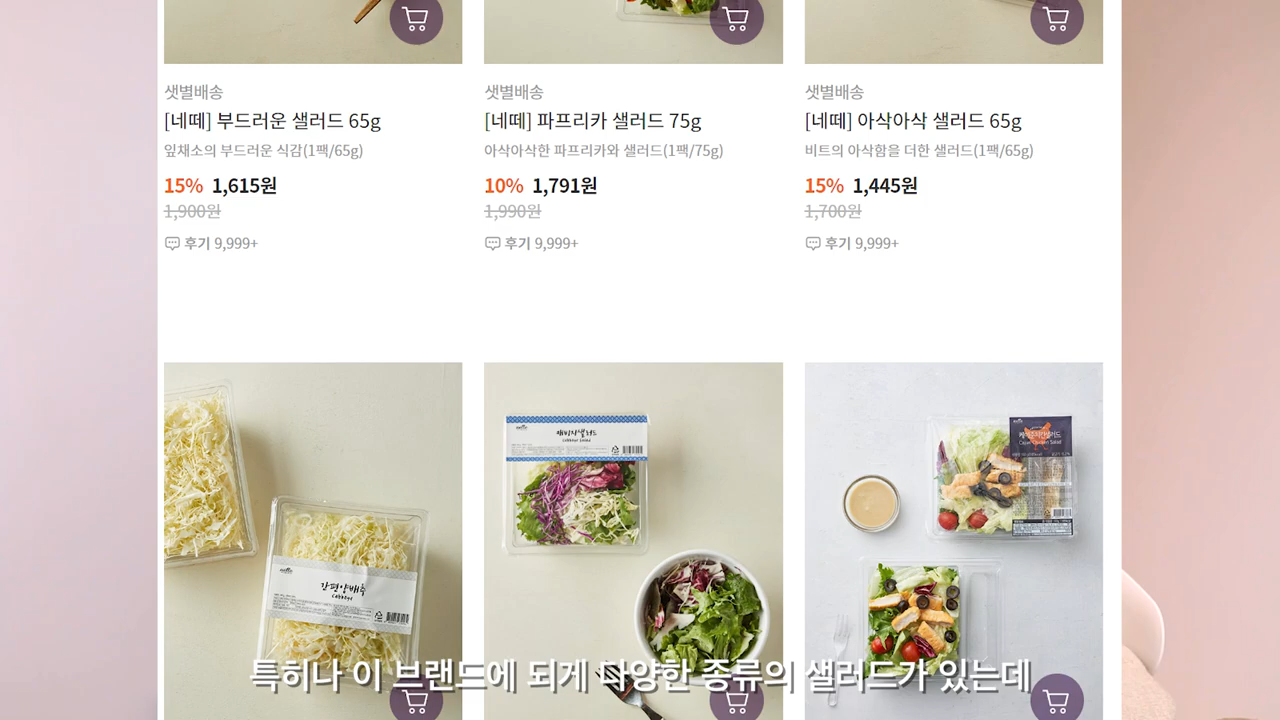 샛별배송
[네떼] 부드러운 샐러드 65g
잎채소의 부드러운 식감(1팩/65g)
15% 1,615원
1,900원
후기 9,999+
샛별배송
[네떼] 파프리카 샐러드 75g
아삭아삭한 파프리카와 샐러드(1팩/75g)
10% 1,791원
1,990원
후기 9,999+
샛별배송
[네떼] 아삭아삭 샐러드 65g
비트의 아삭함을 더한 샐러드(1팩/65g)
15% 1,445원
1,700원
후기 9,999+
간편양배추
cabbage
특히나 이 브랜드에 되게 다양한 종류의 샐러드가 있는데